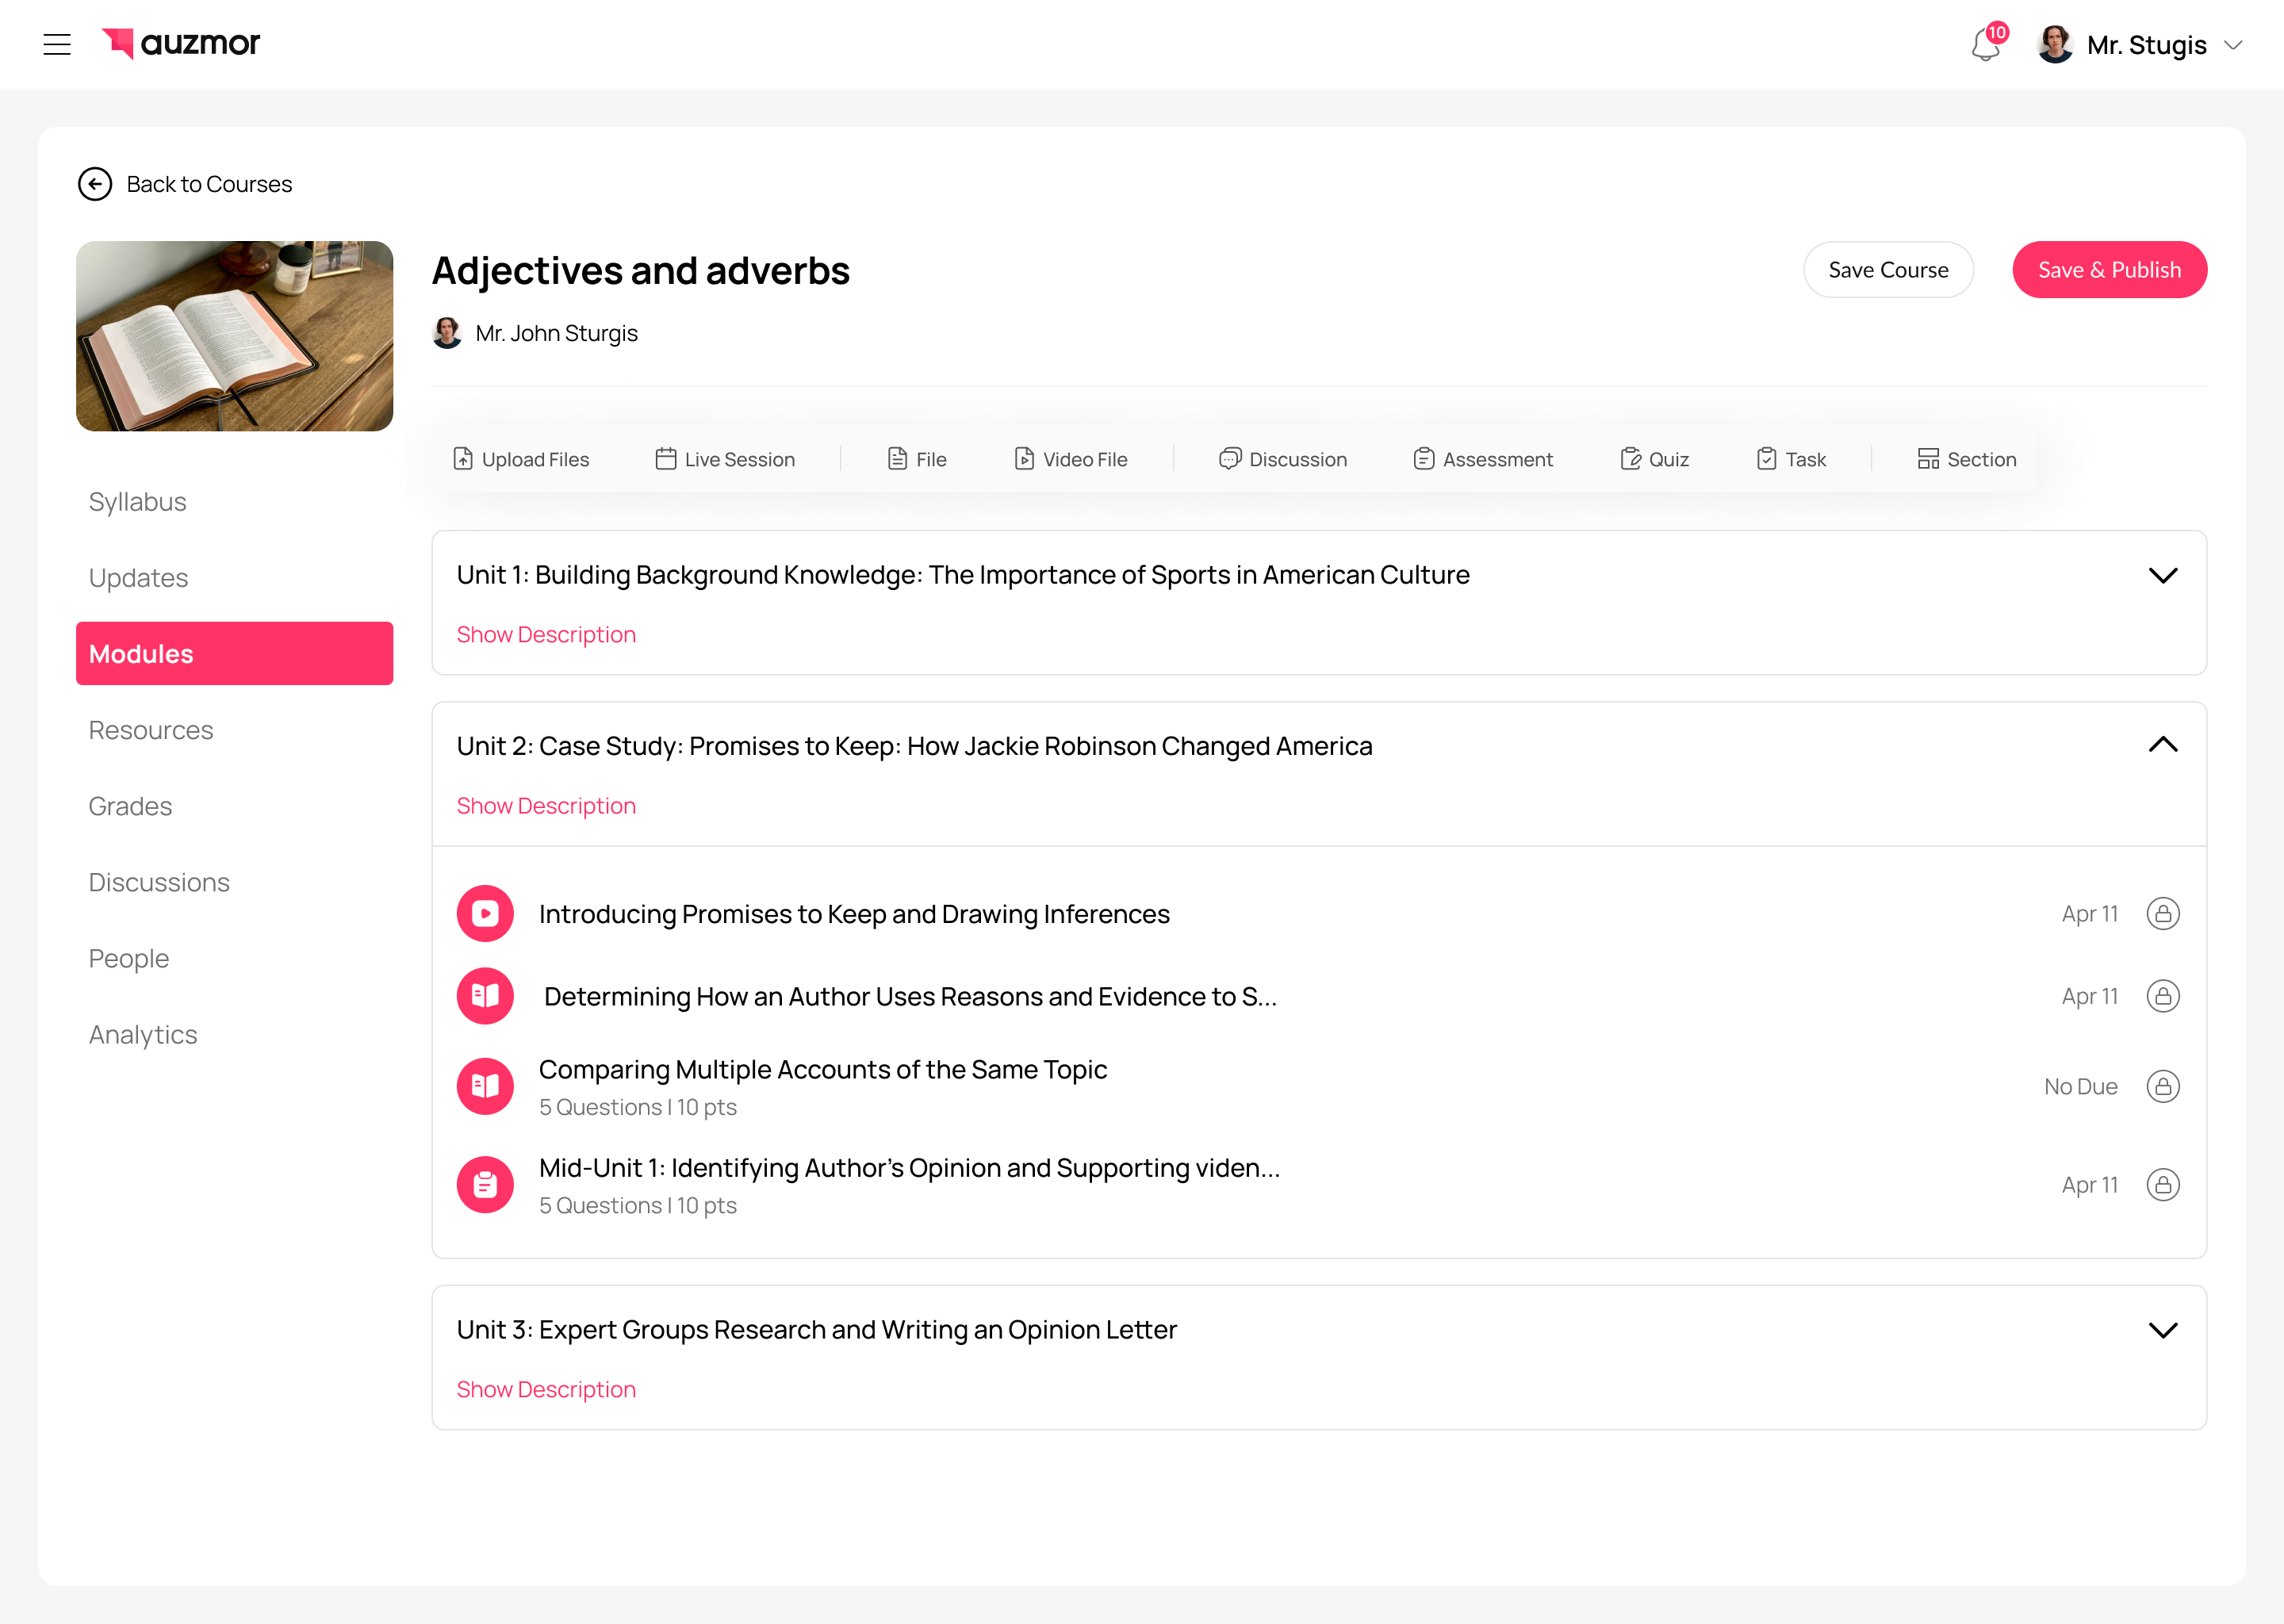 auzmor
10
Mr. Stugis
Back to Courses
Adjectives and adverbs
Save Course
Save & Publish
Mr. John Sturgis
Upload Files
Live Session
File
Video File
Discussion
Assessment
Quiz
Task
Section
Syllabus
Updates
Modules
Resources
Grades
Discussions
People
Analytics
Unit 1: Building Background Knowledge: The Importance of Sports in American Culture
Show Description
Unit 2: Case Study: Promises to Keep: How Jackie Robinson Changed America
Show Description
Introducing Promises to Keep and Drawing Inferences
Apr 11
Determining How an Author Uses Reasons and Evidence to S...
Apr 11
Comparing Multiple Accounts of the Same Topic
5 Questions I 10 pts
No Due
Mid-Unit 1: Identifying Author's Opinion and Supporting viden...
5 Questions I 10 pts
Apr 11
Unit 3: Expert Groups Research and Writing an Opinion Letter
Show Description